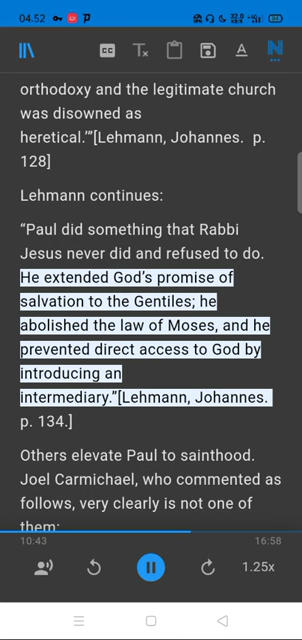 04.52
CC
orthodoxy and the legitimate church
was disowned as
heretical.’”[Lehmann, Johannes.  p.
128]
Lehmann continues:
“Paul did something that Rabbi
Jesus never did and refused to do.
He extended God’s promise of
salvation to the Gentiles; he
abolished the law of Moses, and he
prevented direct access to God by
introducing an
intermediary.”[Lehmann, Johannes.
p. 134.]
Others elevate Paul to sainthood.
Joel Carmichael, who commented as
follows, very clearly is not one of
them:
10:43
16:58
1.25x